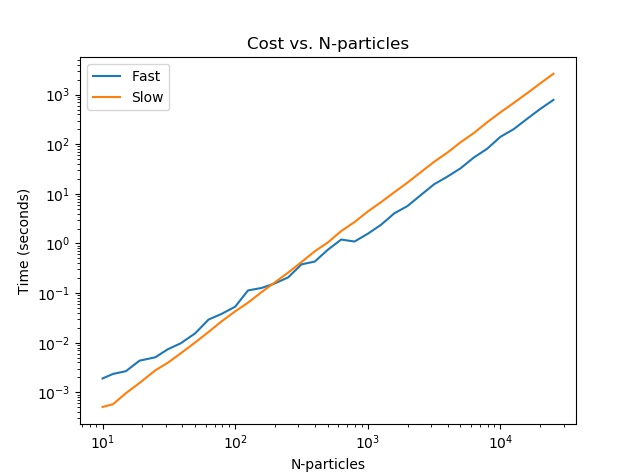 Cost vs. N-particles
Fast
Slow
Time (seconds)
10³
10²
10¹
10⁰
10⁻¹
10⁻²
10⁻³
10¹ 10² 10³ 10⁴
N-particles